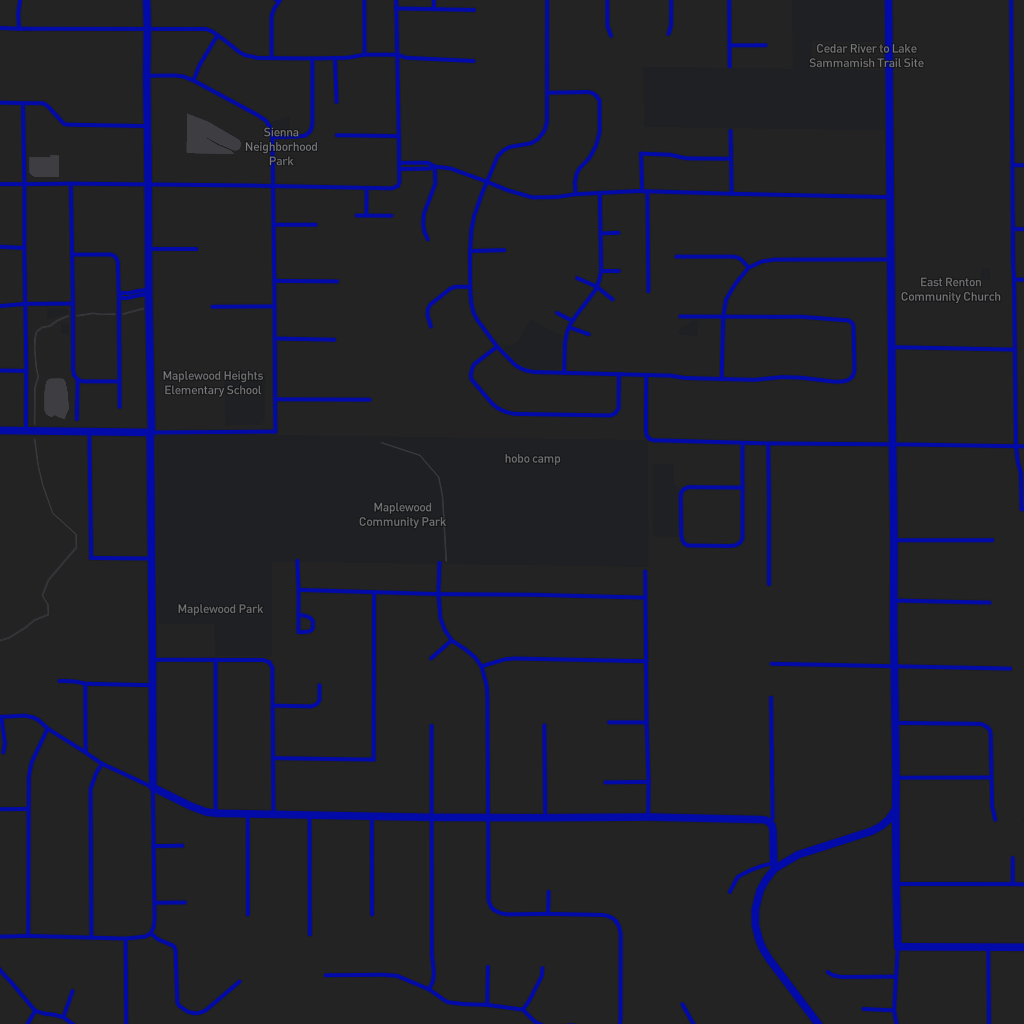 Cedar River to Lake
Sammamish Trail Site
Sienna
Neighborhood
Park
East Renton
Community Church
Maplewood Heights
Elementary School
hobo camp
Maplewood
Community Park
Maplewood Park